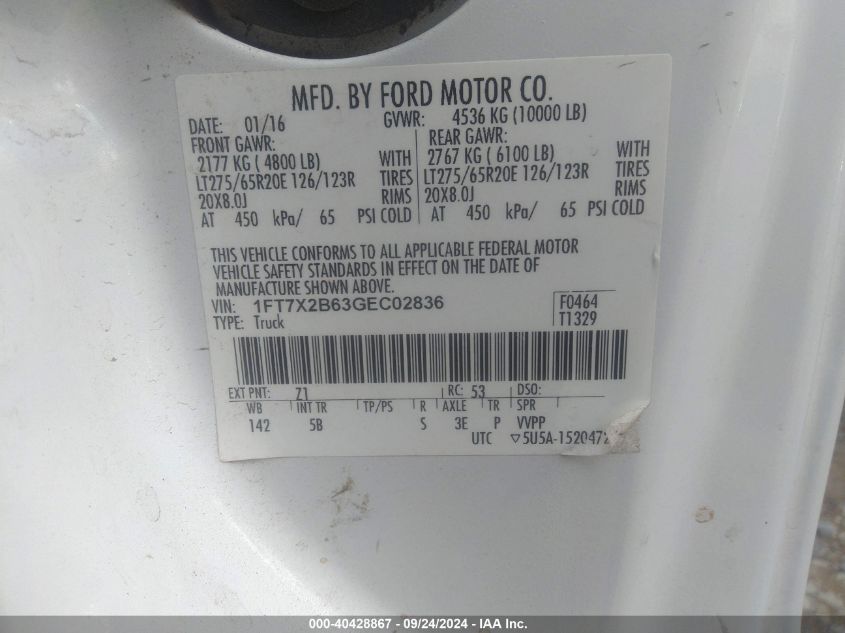 MFD. BY FORD MOTOR CO.
DATE: 01/16 GVWR: 4536 KG (10000 LB)
FRONT GAWR: REAR GAWR:
2177 KG ( 4800 LB) WITH 2767 KG ( 6100 LB) WITH
LT275/65R20E 126/123R TIRES LT275/65R20E 126/123R TIRES
20X8.0J RIMS 20X8.0J RIMS
AT 450 kPa/ 65 PSI COLD AT 450 kPa/ 65 PSI COLD
THIS VEHICLE CONFORMS TO ALL APPLICABLE FEDERAL MOTOR
VEHICLE SAFETY STANDARDS IN EFFECT ON THE DATE OF
MANUFACTURE SHOWN ABOVE.
VIN: 1FT7X2B63GEC02836 F0464
TYPE: Truck T1329
EXT PNT: Z1 RC: 53 DSO:
WB INT TR TP/PS R AXLE TR SPR
142 5B S 3E P VVPP
UTC ▽5U5A-1520472
000-40428867 - 09/24/2024 - IAA Inc.